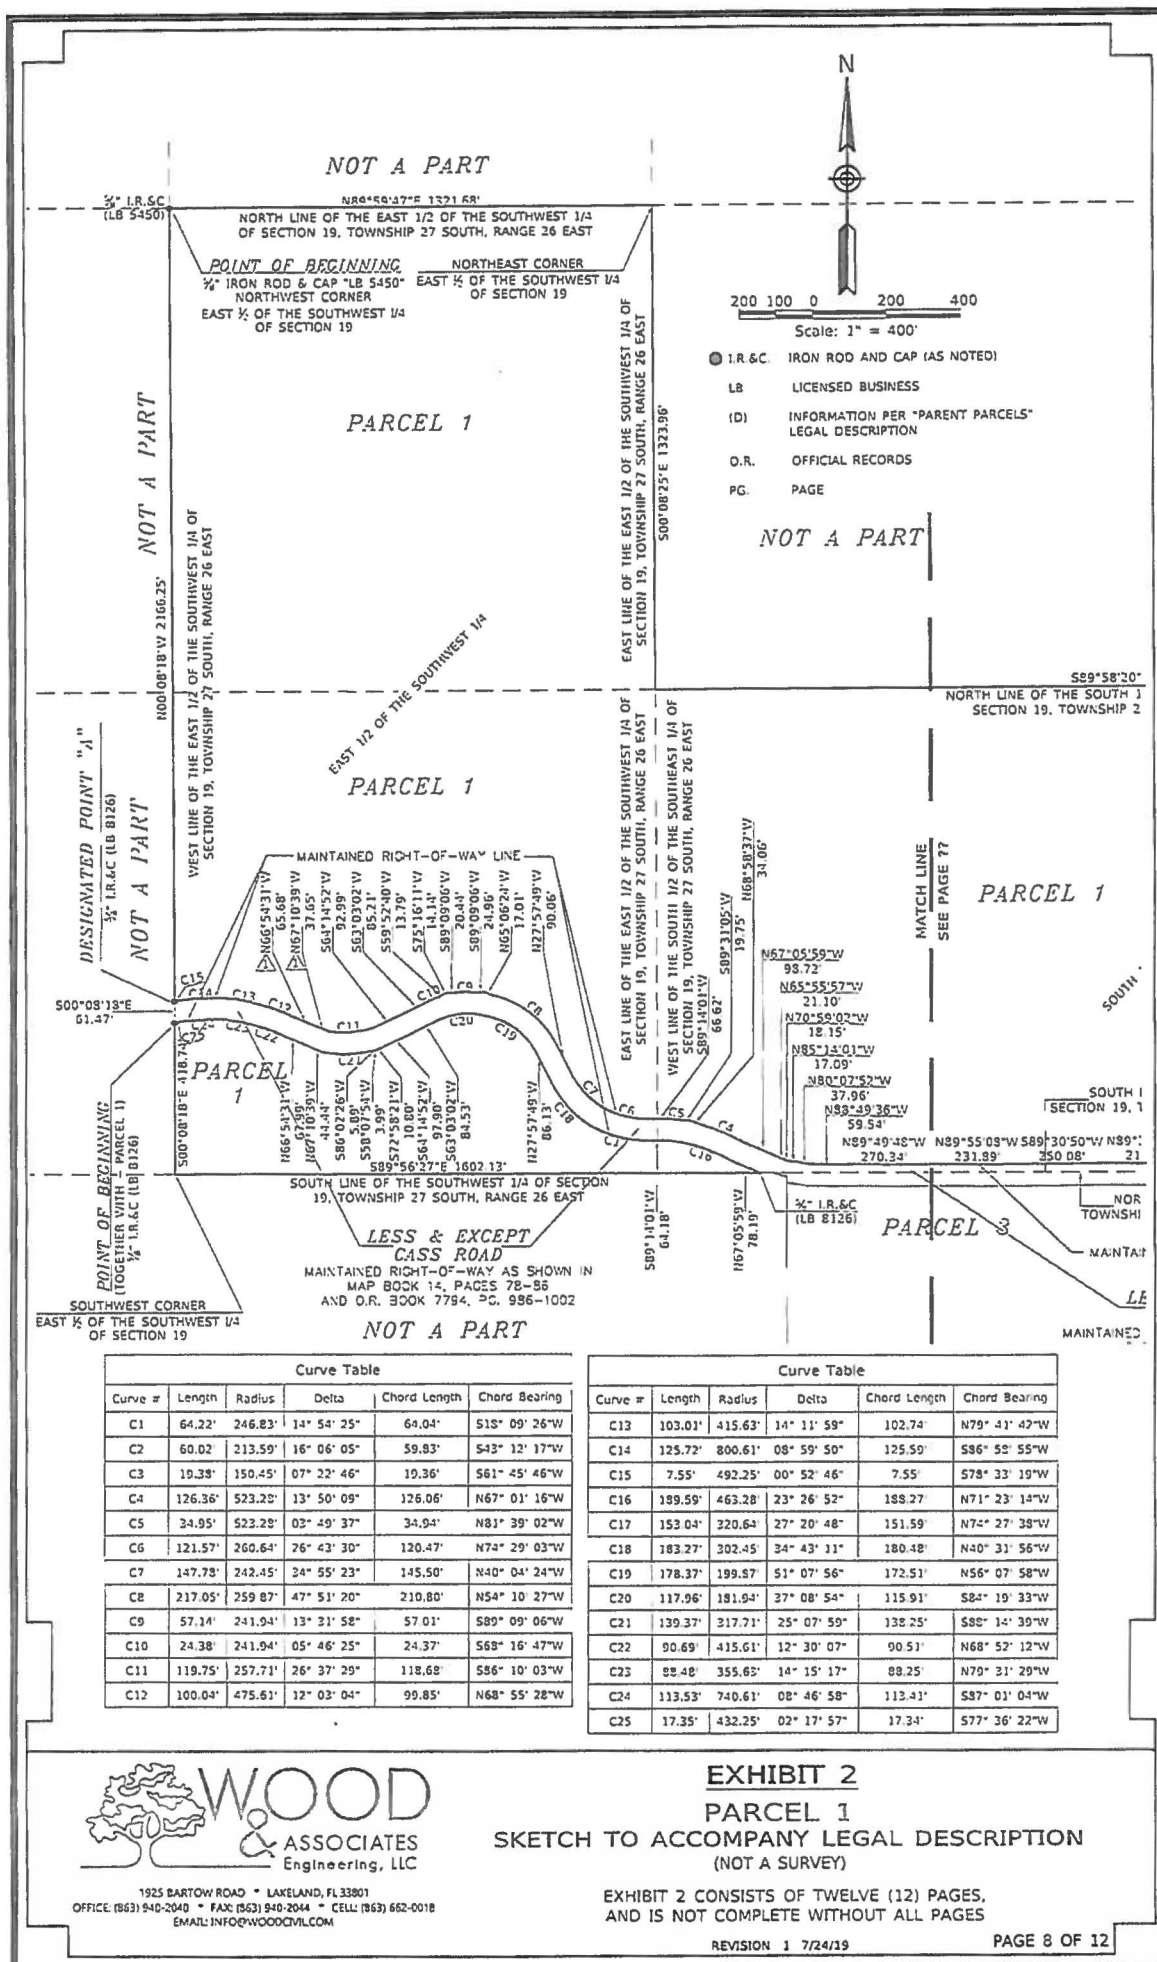 NOT A PART
N89°59'47"E 1321.68'
NORTH LINE OF THE EAST 1/2 OF THE SOUTHWEST 1/4
OF SECTION 19, TOWNSHIP 27 SOUTH, RANGE 26 EAST
I.R.&C
(LB 5450)
POINT OF BEGINNING
IRON ROD & CAP "LB 5450"
NORTHWEST CORNER
EAST ½ OF THE SOUTHWEST 1/4
OF SECTION 19
NORTHEAST CORNER
EAST ½ OF THE SOUTHWEST 1/4
OF SECTION 19
N
200 100 0 200 400
Scale: 1" = 400'
I.R.&C. IRON ROD AND CAP (AS NOTED)
LB LICENSED BUSINESS
(D) INFORMATION PER "PARENT PARCELS"
LEGAL DESCRIPTION
O.R. OFFICIAL RECORDS
PG. PAGE
NOT A PART
PARCEL 1
NOT A PART
N00°08'18"W 2166.25'
WEST LINE OF THE EAST 1/2 OF THE SOUTHWEST 1/4 OF
SECTION 19, TOWNSHIP 27 SOUTH, RANGE 26 EAST
EAST LINE OF THE EAST 1/2 OF THE SOUTHWEST 1/4 OF
SECTION 19, TOWNSHIP 27 SOUTH, RANGE 26 EAST
S00°08'25"E 1323.96'
EAST 1/2 OF THE SOUTHWEST 1/4
S89°58'20"
NORTH LINE OF THE SOUTH 1
SECTION 19, TOWNSHIP 2
DESIGNATED POINT "A"
I.R.&C (LB 8126)
NOT A PART
PARCEL 1
EAST LINE OF THE EAST 1/2 OF THE SOUTHWEST 1/4 OF
SECTION 19, TOWNSHIP 27 SOUTH, RANGE 26 EAST
WEST LINE OF THE SOUTH 1/2 OF THE SOUTHEAST 1/4 OF
SECTION 19, TOWNSHIP 27 SOUTH, RANGE 26 EAST
MATCH LINE
SEE PAGE ??
PARCEL 1
SOUTH
MAINTAINED RIGHT-OF-WAY LINE
N66°54'31"W
65.68'
N67°10'39"W
37.65'
S64°14'52"W
92.99'
S63°03'02"W
85.21'
S59°52'40"W
13.79'
S75°16'11"W
14.14'
S89°09'06"W
20.44'
S89°09'06"W
24.96'
N65°06'24"W
17.01'
N27°57'49"W
90.06'
S89°14'01"W
66.62'
S89°31'05"W
19.75'
N68°58'37"W
34.06'
N67°05'59"W
98.72'
N65°55'57"W
21.10'
N70°59'02"W
18.15'
N85°14'01"W
17.09'
N80°07'52"W
37.96'
N83°49'36"W
59.54'
N89°49'48"W
270.34'
N89°55'09"W
231.89'
S89°30'50"W
250.08'
S00°08'18"E
61.47'
C15 C14 C13 C12 C11 C10 C9 C8 C7 C6 C5 C4
C25 C24 C23 C22 C21 C20 C19 C18 C16
PARCEL
1
S00°08'18"E 418.74'
N66°54'31"W
67.99'
N67°10'39"W
44.44'
S86°02'26"W
5.89'
S58°07'54"W
3.99'
S72°58'21"W
10.80'
S64°14'52"W
97.90'
S63°03'02"W
84.53'
N27°57'49"W
86.13'
S89°14'01"W
64.18'
N67°05'59"W
78.19'
S89°56'27"E 1602.13'
SOUTH LINE OF THE SOUTHWEST 1/4 OF SECTION
19, TOWNSHIP 27 SOUTH, RANGE 26 EAST
SOUTH
SECTION 19,
I.R.&C
(LB 8126)
PARCEL 3
NOR
TOWNSHI
MAINTAI
MAINTAINED
POINT OF BEGINNING
(TOGETHER WITH - PARCEL 1)
I.R.&C (LB 8126)
SOUTHWEST CORNER
EAST ½ OF THE SOUTHWEST 1/4
OF SECTION 19
LESS & EXCEPT
CASS ROAD
MAINTAINED RIGHT-OF-WAY AS SHOWN IN
MAP BOOK 14, PAGES 78-86
AND O.R. BOOK 7794, PG. 986-1002
NOT A PART
Curve Table
Curve # Length Radius Delta Chord Length Chord Bearing
C1 64.22' 246.83' 14° 54' 25" 64.04' S18° 09' 26"W
C2 60.02' 213.59' 16° 06' 05" 59.83' S43° 12' 17"W
C3 19.38' 150.45' 07° 22' 46" 19.36' S61° 45' 46"W
C4 126.36' 523.28' 13° 50' 09" 126.06' N67° 01' 16"W
C5 34.95' 523.28' 03° 49' 37" 34.94' N81° 39' 02"W
C6 121.57' 260.64' 26° 43' 30" 120.47' N74° 29' 03"W
C7 147.78' 242.45' 34° 55' 23" 145.50' N40° 04' 24"W
C8 217.05' 259.87' 47° 51' 20" 210.80' N54° 10' 27"W
C9 57.14' 241.94' 13° 31' 58" 57.01' S89° 09' 06"W
C10 24.38' 241.94' 05° 46' 25" 24.37' S68° 16' 47"W
C11 119.75' 257.71' 26° 37' 29" 118.68' S86° 10' 03"W
C12 100.04' 475.61' 12° 03' 04" 99.85' N68° 55' 28"W
Curve Table
Curve # Length Radius Delta Chord Length Chord Bearing
C13 103.01' 415.63' 14° 11' 59" 102.74' N79° 41' 42"W
C14 125.72' 800.61' 08° 59' 50" 125.59' S86° 58' 55"W
C15 7.55' 492.25' 00° 52' 46" 7.55' S78° 33' 19"W
C16 189.59' 463.28' 23° 26' 52" 188.27' N71° 23' 14"W
C17 153.04' 320.64' 27° 20' 48" 151.59' N74° 27' 38"W
C18 183.27' 302.45' 34° 43' 11" 180.48' N40° 31' 56"W
C19 178.37' 199.87' 51° 07' 56" 172.51' N56° 07' 58"W
C20 117.96' 181.94' 37° 08' 54" 115.91' S84° 19' 33"W
C21 139.37' 317.71' 25° 07' 59" 138.25' S88° 14' 39"W
C22 90.69' 415.61' 12° 30' 07" 90.51' N68° 52' 12"W
C23 88.48' 355.63' 14° 15' 17" 88.25' N79° 31' 29"W
C24 113.53' 740.61' 08° 46' 58" 113.41' S87° 01' 04"W
C25 17.35' 432.25' 02° 17' 57" 17.34' S77° 36' 22"W
WOOD
& ASSOCIATES
Engineering, LLC
1925 BARTOW ROAD * LAKELAND, FL 33801
OFFICE: (863) 940-2040 * FAX: (863) 940-2044 * CELL: (863) 662-0018
EMAIL: INFO@WOODCIVIL.COM
EXHIBIT 2
PARCEL 1
SKETCH TO ACCOMPANY LEGAL DESCRIPTION
(NOT A SURVEY)
EXHIBIT 2 CONSISTS OF TWELVE (12) PAGES,
AND IS NOT COMPLETE WITHOUT ALL PAGES
REVISION 1 7/24/19
PAGE 8 OF 12